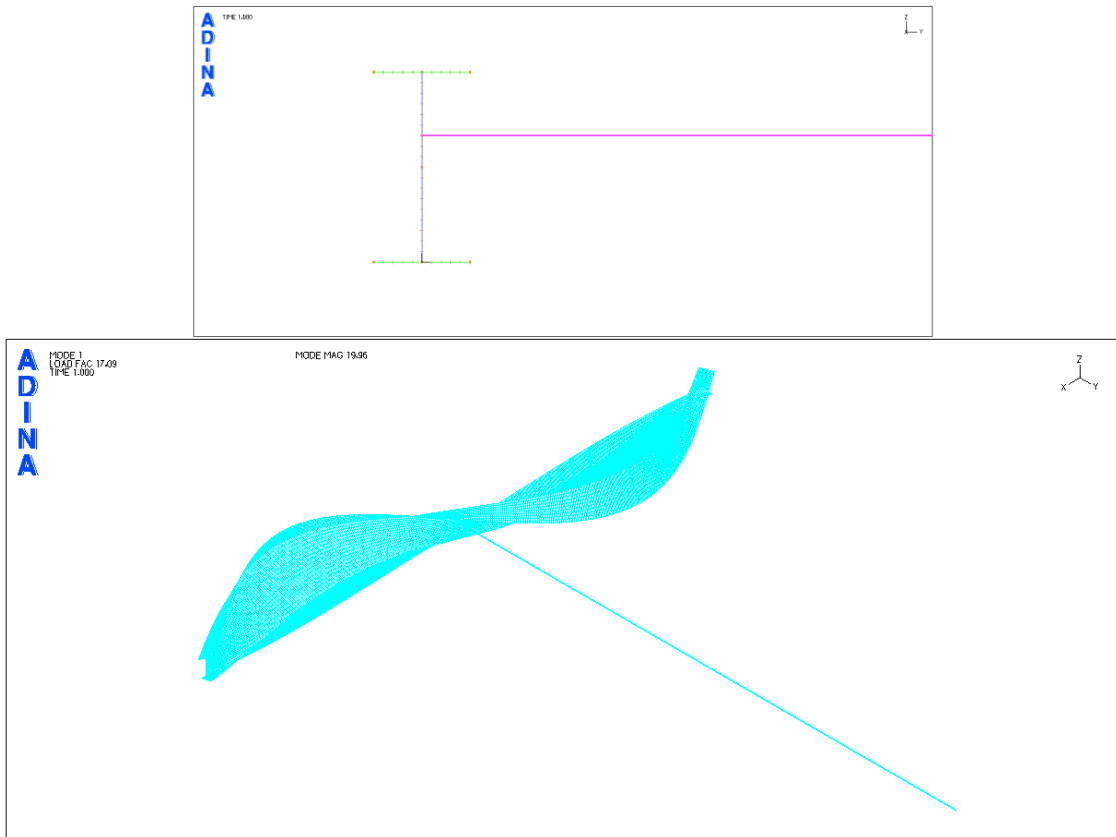 ADINA
TIME 1.000
Z
X Y
ADINA
MODE 1
LOAD FAC 17.09
TIME 1.000
MODE MAG 19.96
Z
X Y